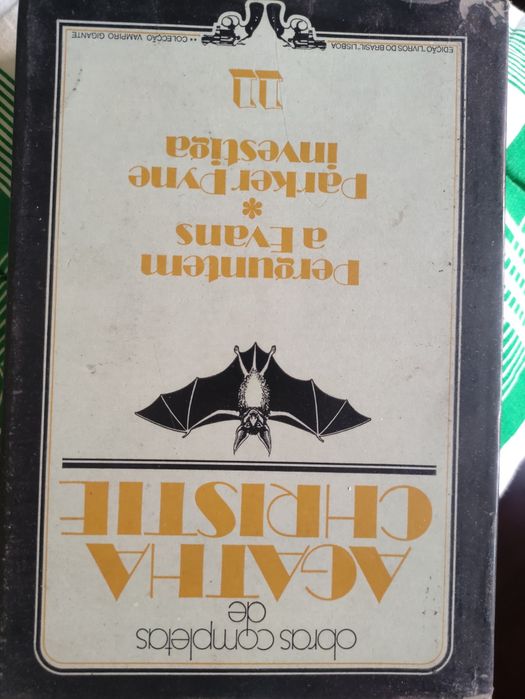 obras completas
de
AGATHA
CHRISTIE
Perguntem
a Evans
*
Parker Pyne
investiga
11
EDIÇÃO "LIVROS DO BRASIL" LISBOA
•• COLECÇÃO VAMPIRO GIGANTE